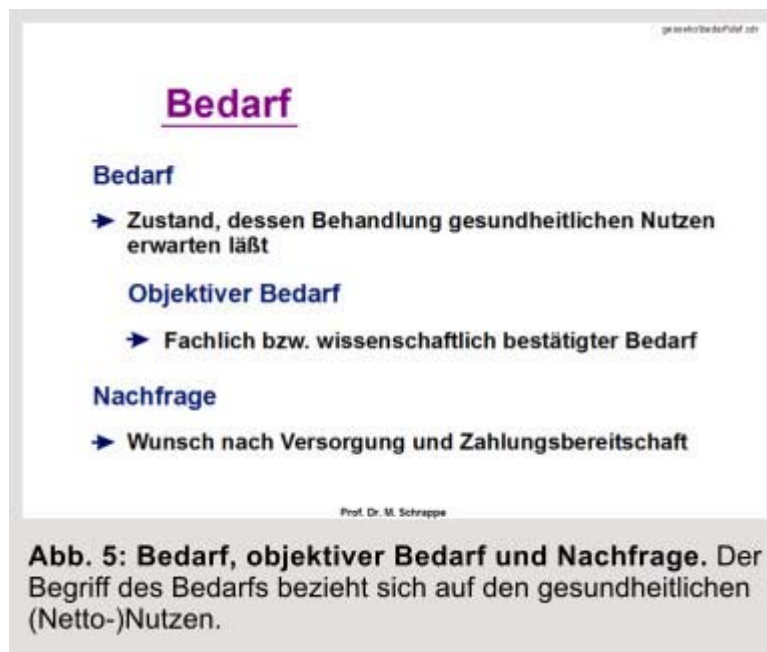 Bedarf
Bedarf
Zustand, dessen Behandlung gesundheitlichen Nutzen
erwarten läßt
Objektiver Bedarf
Fachlich bzw. wissenschaftlich bestätigter Bedarf
Nachfrage
Wunsch nach Versorgung und Zahlungsbereitschaft
Prof. Dr. M. Schrappe
Abb. 5: Bedarf, objektiver Bedarf und Nachfrage. Der
Begriff des Bedarfs bezieht sich auf den gesundheitlichen
(Netto-)Nutzen.